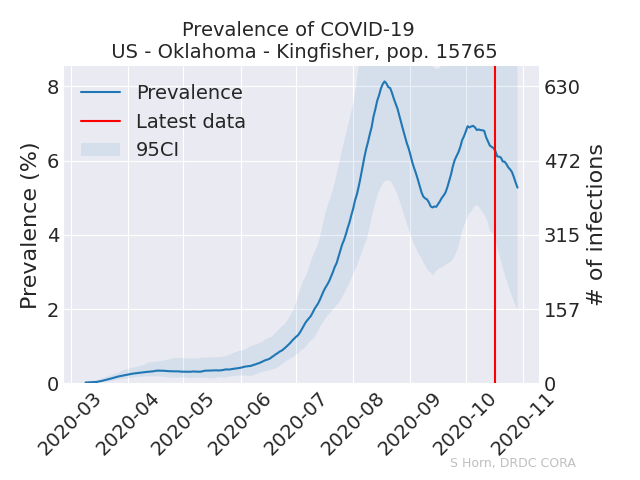 Prevalence of COVID-19
US - Oklahoma - Kingfisher, pop. 15765
Prevalence
Latest data
95CI
Prevalence (%)
8
6
4
2
0
630
472
315
157
0
# of infections
2020-03
2020-04
2020-05
2020-06
2020-07
2020-08
2020-09
2020-10
2020-11
S Horn, DRDC CORA